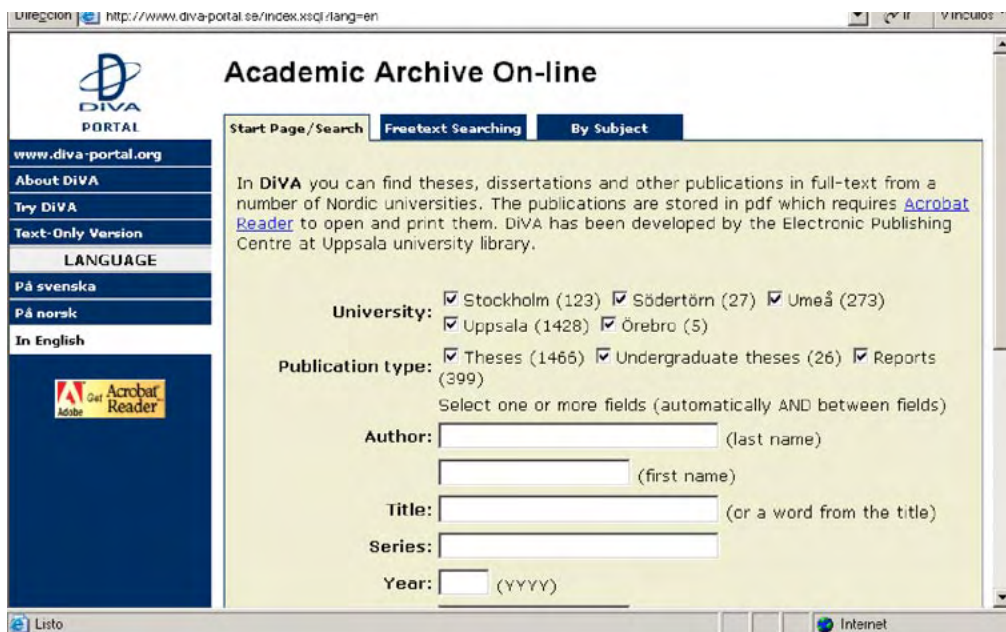 Dirección http://www.diva-portal.se/index.xsql?lang=en Ir Vínculos
DiVA
PORTAL
www.diva-portal.org
About DiVA
Try DiVA
Text-Only Version
LANGUAGE
På svenska
På norsk
In English
Adobe
Get Acrobat
Reader
Academic Archive On-line
Start Page/Search Freetext Searching By Subject
In DiVA you can find theses, dissertations and other publications in full-text from a
number of Nordic universities. The publications are stored in pdf which requires Acrobat
Reader to open and print them. DiVA has been developed by the Electronic Publishing
Centre at Uppsala university library.
University: Stockholm (123) Södertörn (27) Umeå (273)
Uppsala (1428) Örebro (5)
Publication type: Theses (1466) Undergraduate theses (26) Reports
(399)
Select one or more fields (automatically AND between fields)
Author: (last name)
(first name)
Title: (or a word from the title)
Series:
Year: (YYYY)
Listo Internet